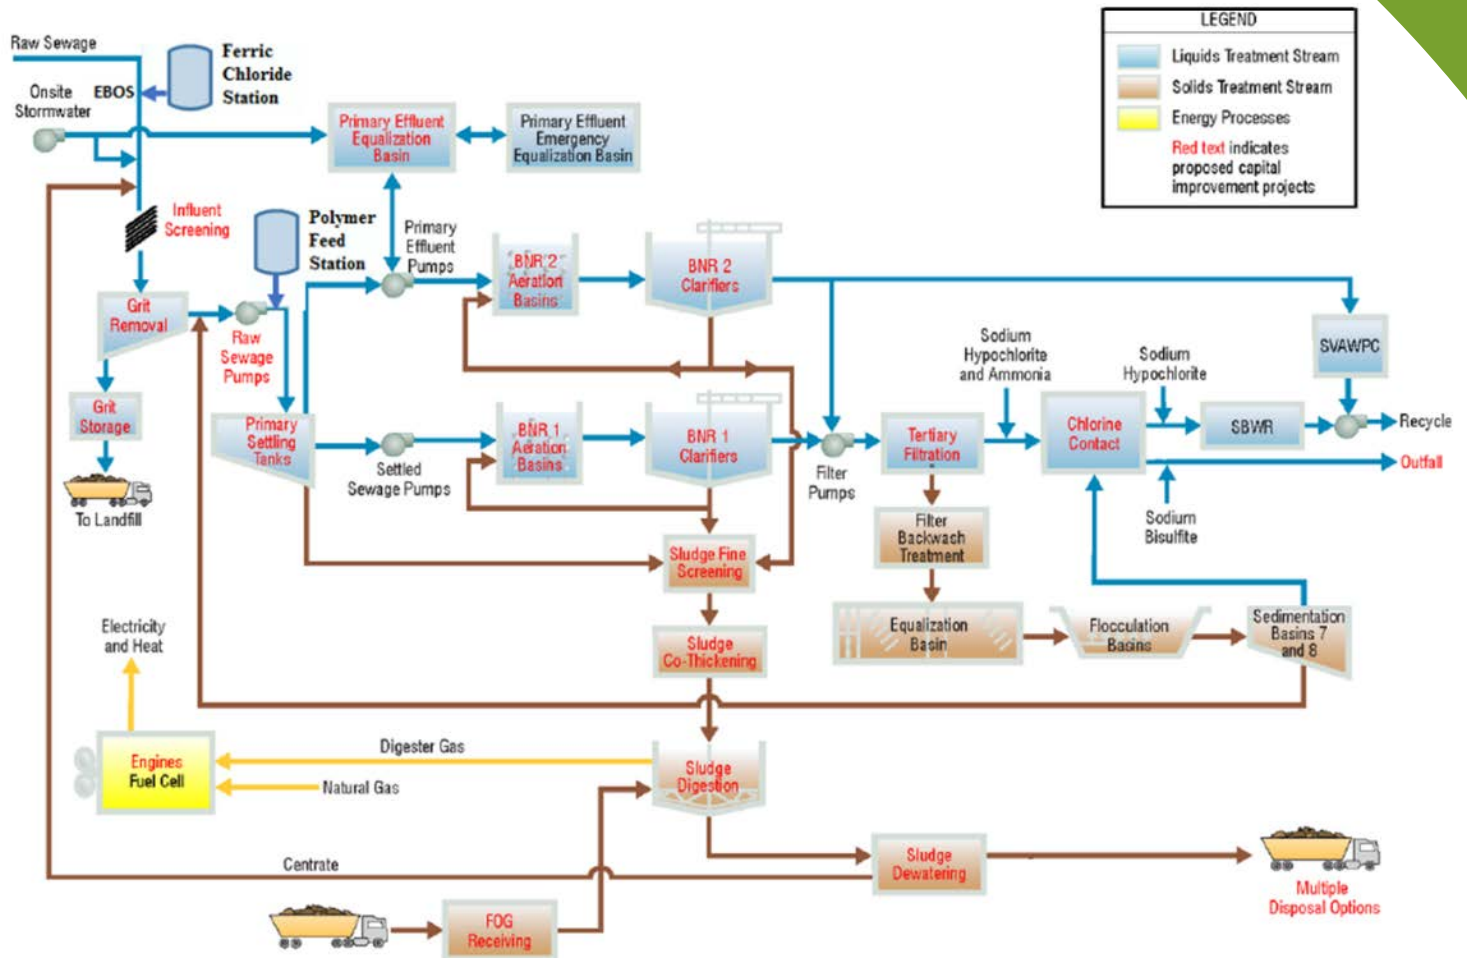 LEGEND
Liquids Treatment Stream
Solids Treatment Stream
Energy Processes
Red text indicates
proposed capital
improvement projects
Raw Sewage
Ferric
Chloride
Station
EBOS
Onsite
Stormwater
Primary Effluent
Equalization
Basin
Primary Effluent
Emergency
Equalization Basin
Influent
Screening
Polymer
Feed
Station
Primary
Effluent
Pumps
BNR 2
Aeration
Basins
BNR 2
Clarifiers
Grit
Removal
Raw
Sewage
Pumps
SVAWPC
Sodium
Hypochlorite
and Ammonia
Sodium
Hypochlorite
Grit
Storage
Primary
Settling
Tanks
BNR 1
Aeration
Basins
BNR 1
Clarifiers
Tertiary
Filtration
Chlorine
Contact
SBWR
Recycle
Settled
Sewage Pumps
Filter
Pumps
Outfall
To Landfill
Sodium
Bisulfite
Filter
Backwash
Treatment
Sludge Fine
Screening
Equalization
Basin
Flocculation
Basins
Sedimentation
Basins 7
and 8
Electricity
and Heat
Sludge
Co-Thickening
Digester Gas
Engines
Fuel Cell
Natural Gas
Sludge
Digestion
Centrate
Sludge
Dewatering
Multiple
Disposal Options
FOG
Receiving